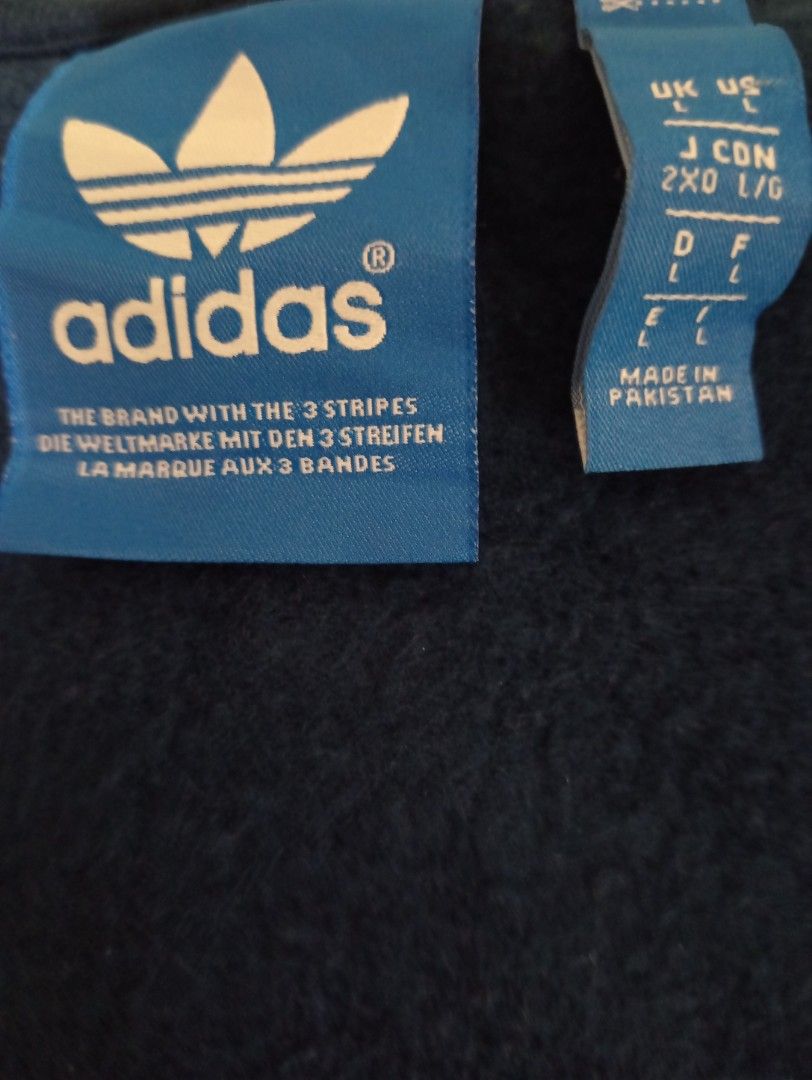 adidas
®
THE BRAND WITH THE 3 STRIPES
DIE WELTMARKE MIT DEN 3 STREIFEN
LA MARQUE AUX 3 BANDES
UK US
L L
J CDN
2XO L/G
D F
L L
E I
L L
MADE IN
PAKISTAN